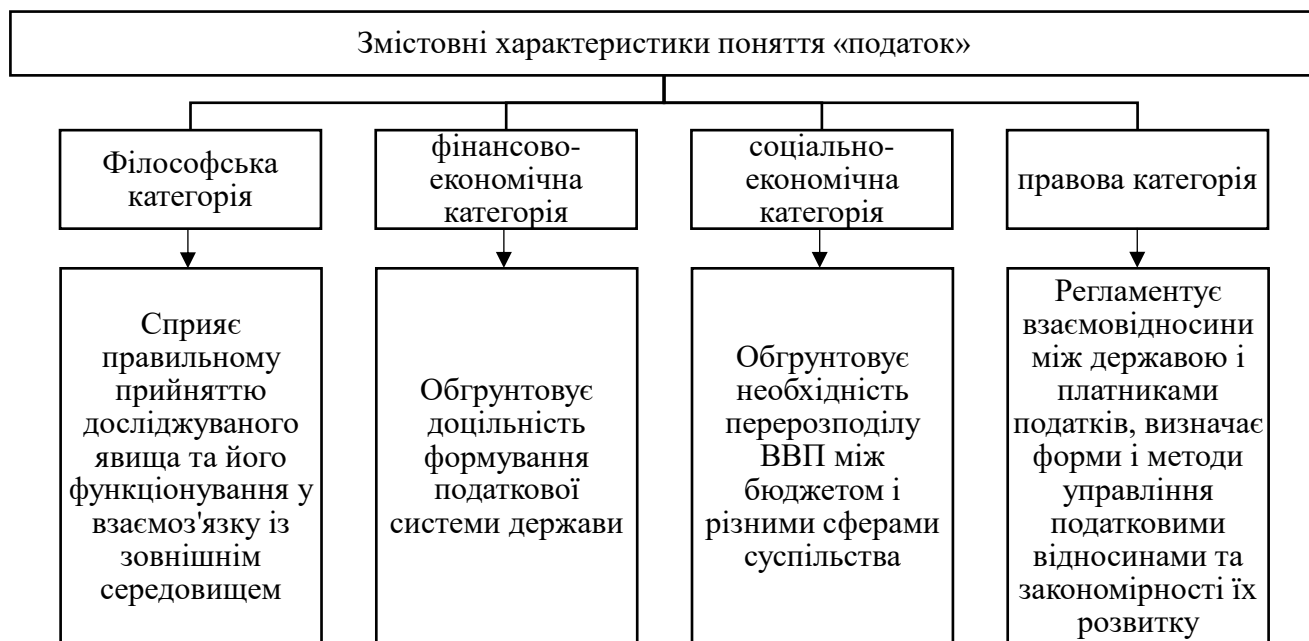 Змістовні характеристики поняття «податок»
Філософська
категорія
фінансово-
економічна
категорія
соціально-
економічна
категорія
правова категорія
Сприяє
правильному
прийняттю
досліджуваного
явища та його
функціонування у
взаємоз'язку із
зовнішнім
середовищем
Обгрунтовує
доцільність
формування
податкової
системи держави
Обгрунтовує
необхідність
перерозподілу
ВВП між
бюджетом і
різними сферами
суспільства
Регламентує
взаємовідносини
між державою і
платниками
податків, визначає
форми і методи
управління
податковими
відносинами та
закономірності їх
розвитку